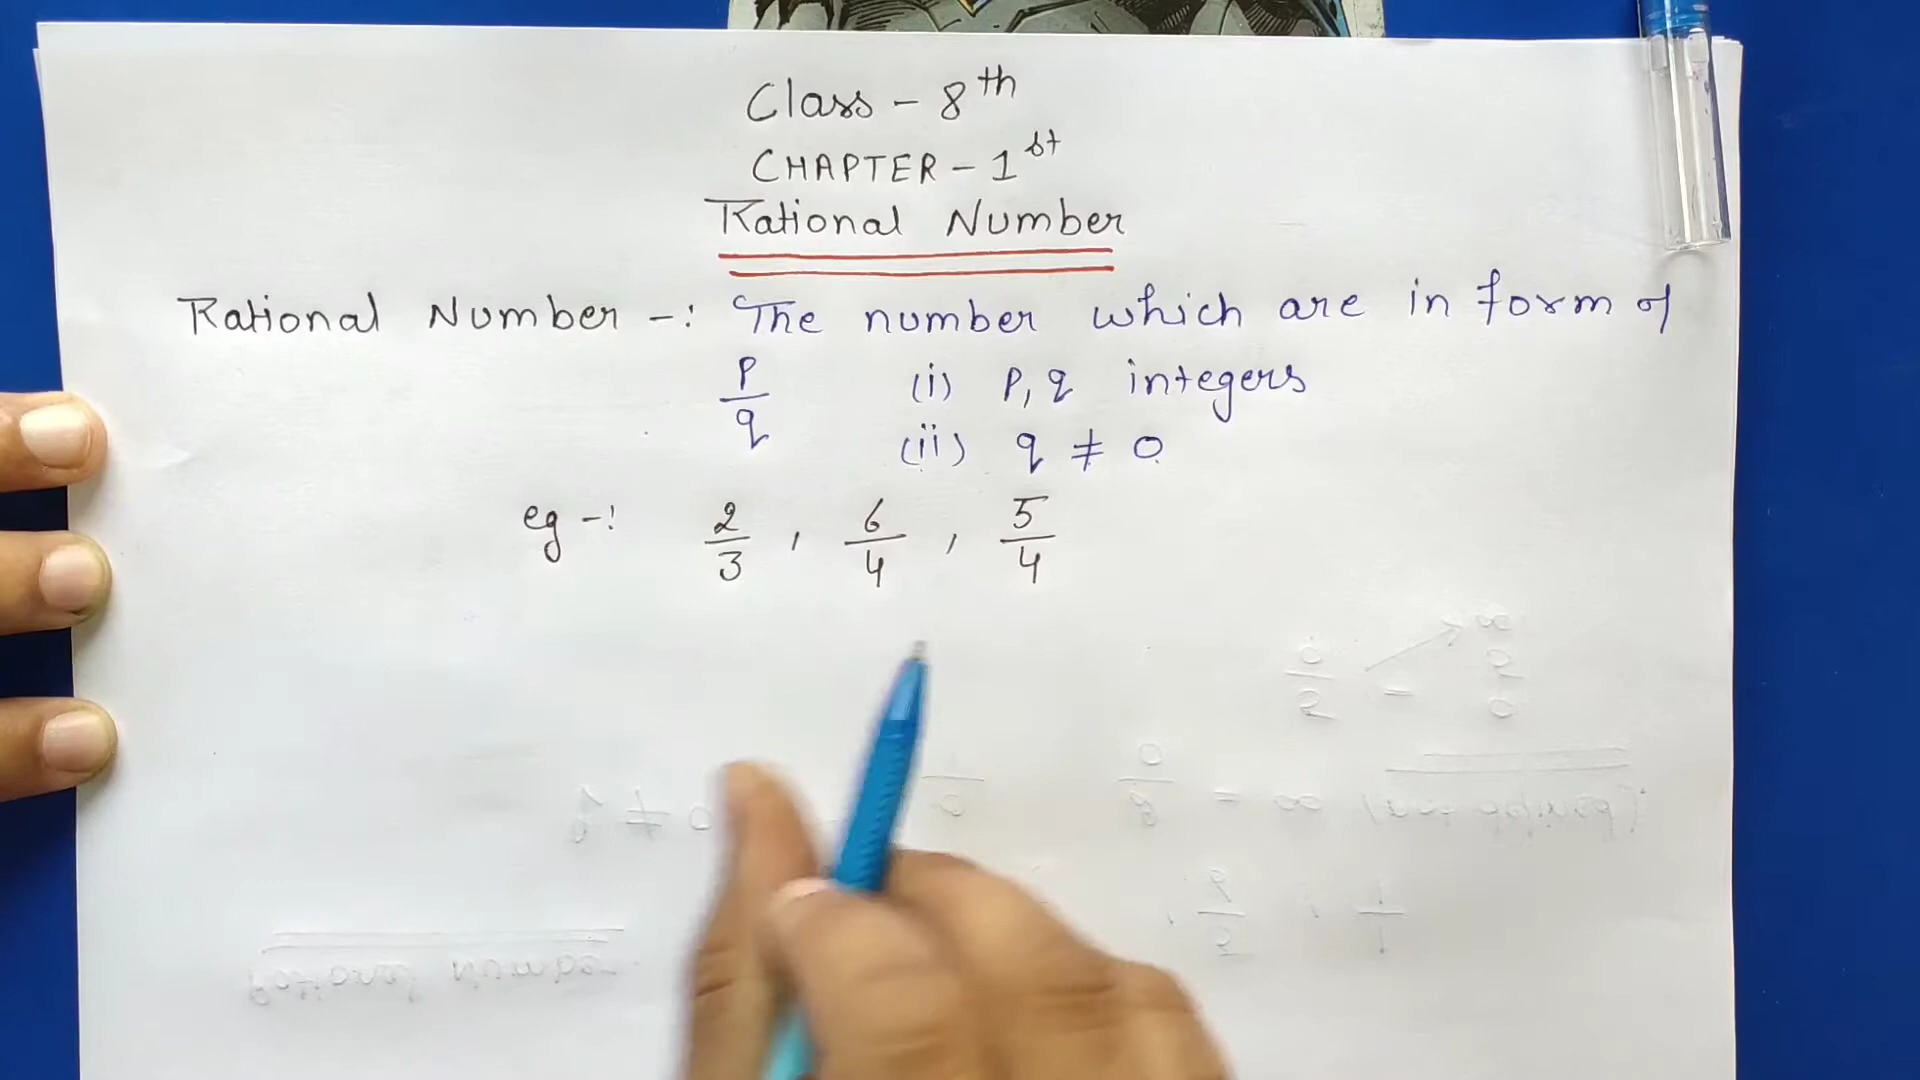 Class - 8th
CHAPTER - 1st
Rational Number
Rational Number -: The number which are in form of
p/q (i) p, q integers
(ii) q ≠ 0
eg -: 2/3 , 6/4 , 5/4